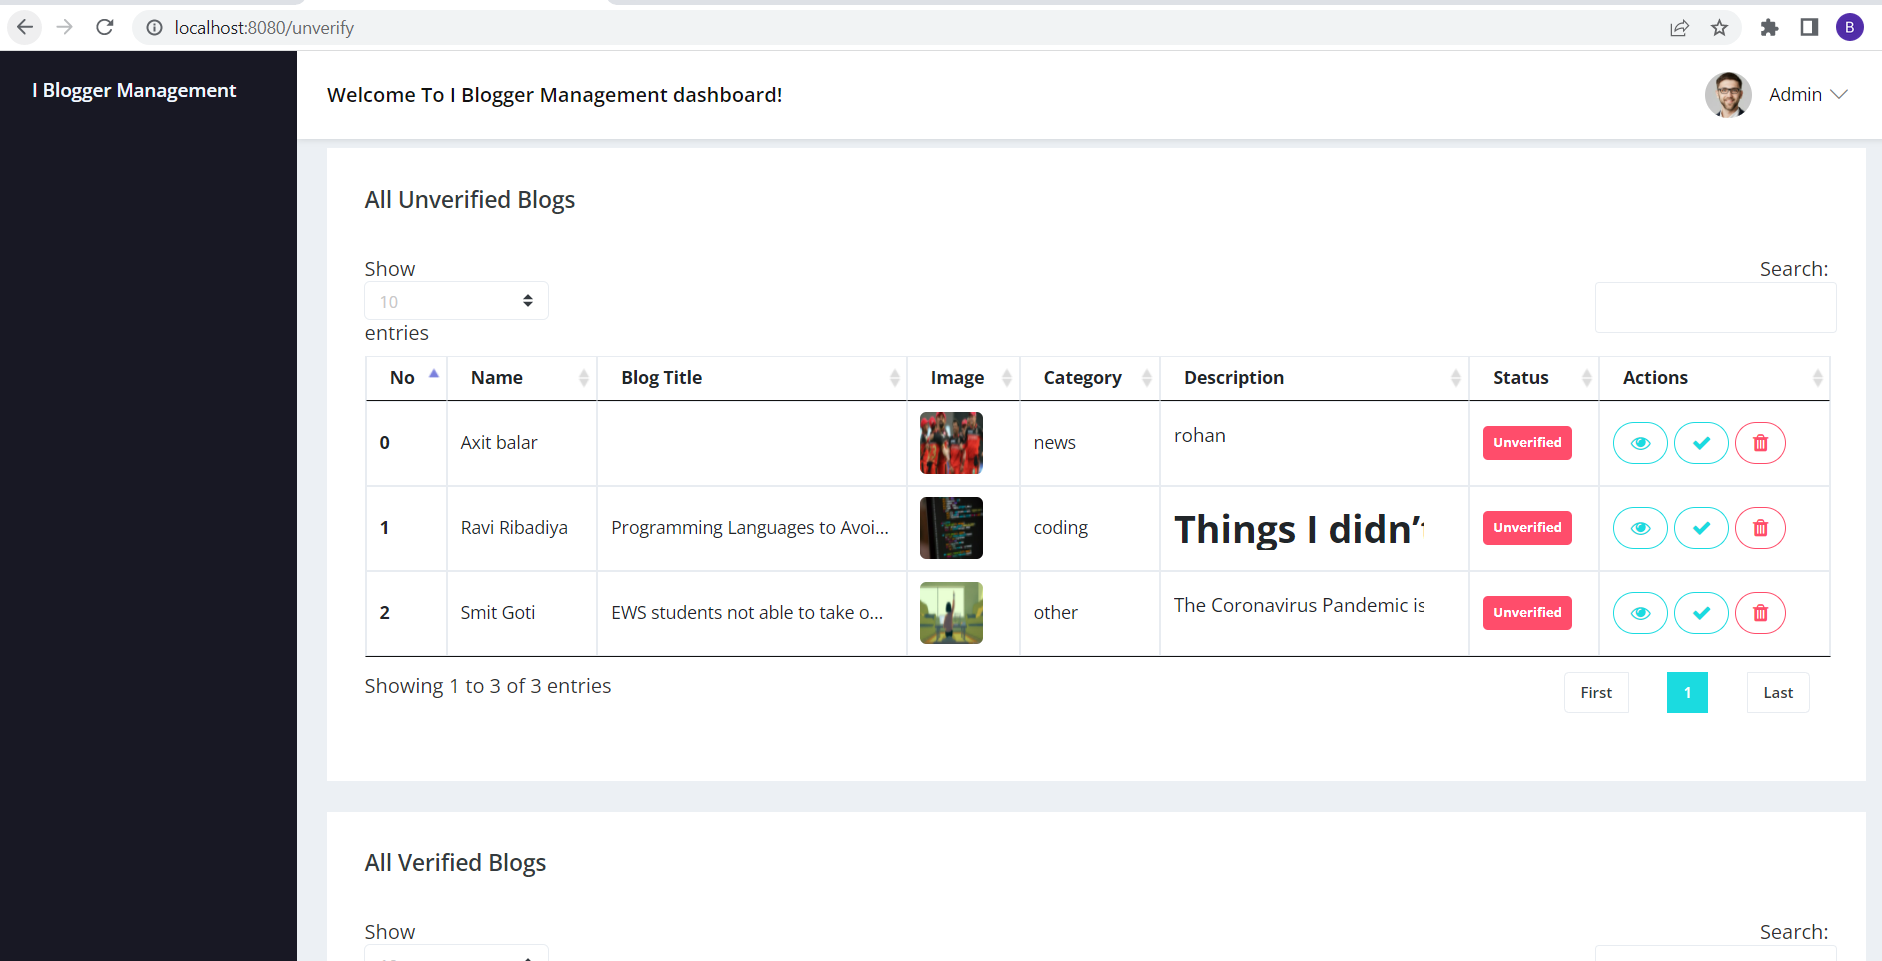 localhost:8080/unverify
B
I Blogger Management
Welcome To I Blogger Management dashboard!
Admin
All Unverified Blogs
Show
Search:
10
entries
No Name Blog Title Image Category Description Status Actions
0 Axit balar news rohan Unverified
1 Ravi Ribadiya Programming Languages to Avoi... coding Things I didn’ Unverified
2 Smit Goti EWS students not able to take o... other The Coronavirus Pandemic is Unverified
Showing 1 to 3 of 3 entries
First 1 Last
All Verified Blogs
Show
Search: